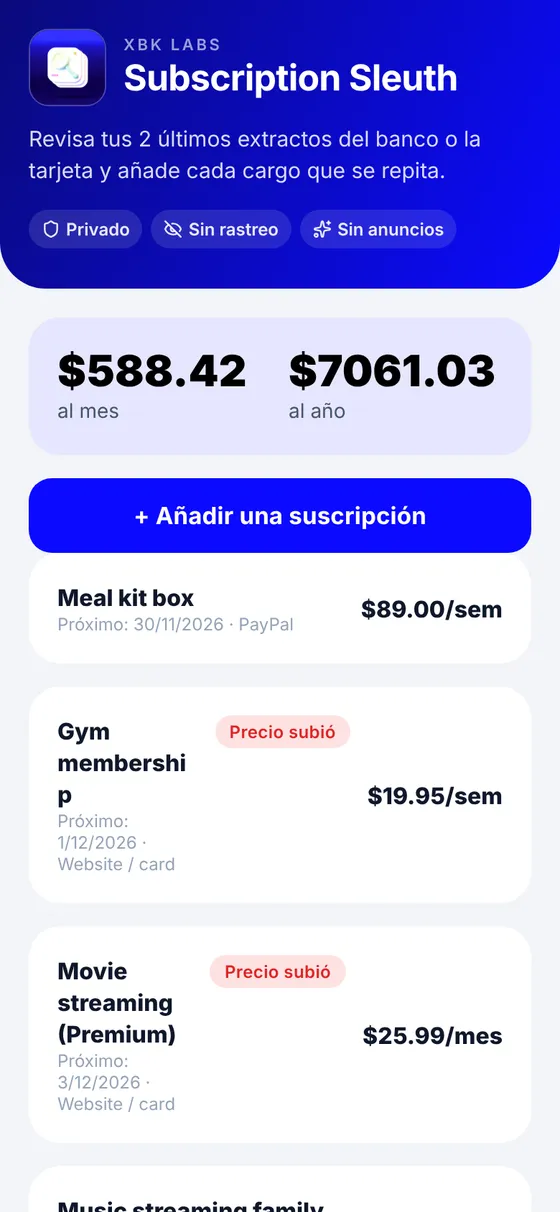 XBK LABS
Subscription Sleuth
Revisa tus 2 últimos extractos del banco o la
tarjeta y añade cada cargo que se repita.
Privado
Sin rastreo
Sin anuncios
$588.42
al mes
$7061.03
al año
+ Añadir una suscripción
Meal kit box
Próximo: 30/11/2026 · PayPal
$89.00/sem
Gym
membershi
p
Precio subió
Próximo:
1/12/2026 ·
Website / card
$19.95/sem
Movie
streaming
(Premium)
Precio subió
Próximo:
3/12/2026 ·
Website / card
$25.99/mes
Music streaming family